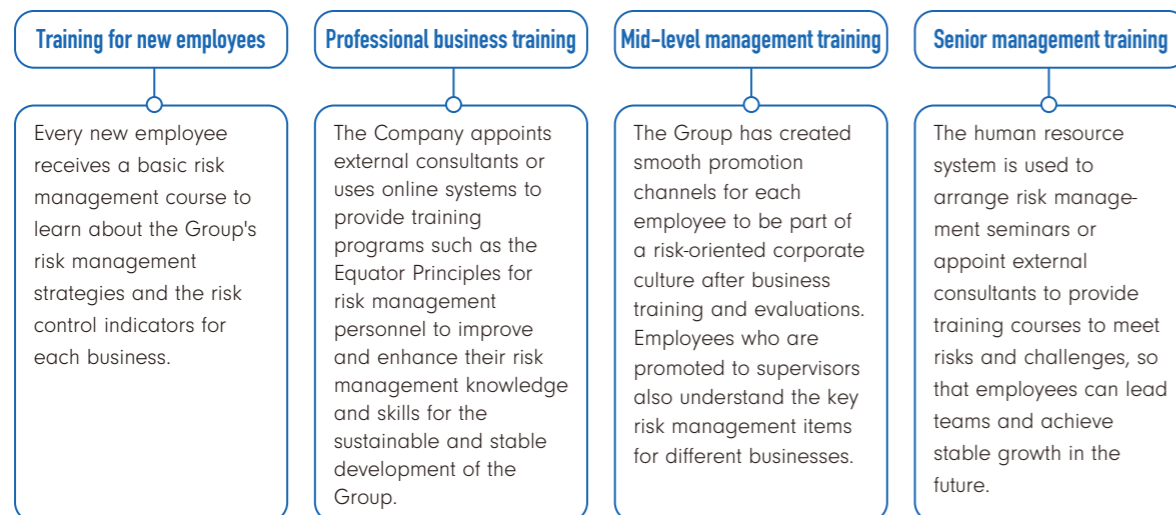 Training for new employees
Every new employee
receives a basic risk
management course to
learn about the Group's
risk management
strategies and the risk
control indicators for
each business.
Professional business training
The Company appoints
external consultants or
uses online systems to
provide training
programs such as the
Equator Principles for
risk management
personnel to improve
and enhance their risk
management knowledge
and skills for the
sustainable and stable
development of the
Group.
Mid-level management training
The Group has created
smooth promotion
channels for each
employee to be part of
a risk-oriented corporate
culture after business
training and evaluations.
Employees who are
promoted to supervisors
also understand the key
risk management items
for different businesses.
Senior management training
The human resource
system is used to
arrange risk manage-
ment seminars or
appoint external
consultants to provide
training courses to meet
risks and challenges, so
that employees can lead
teams and achieve
stable growth in the
future.